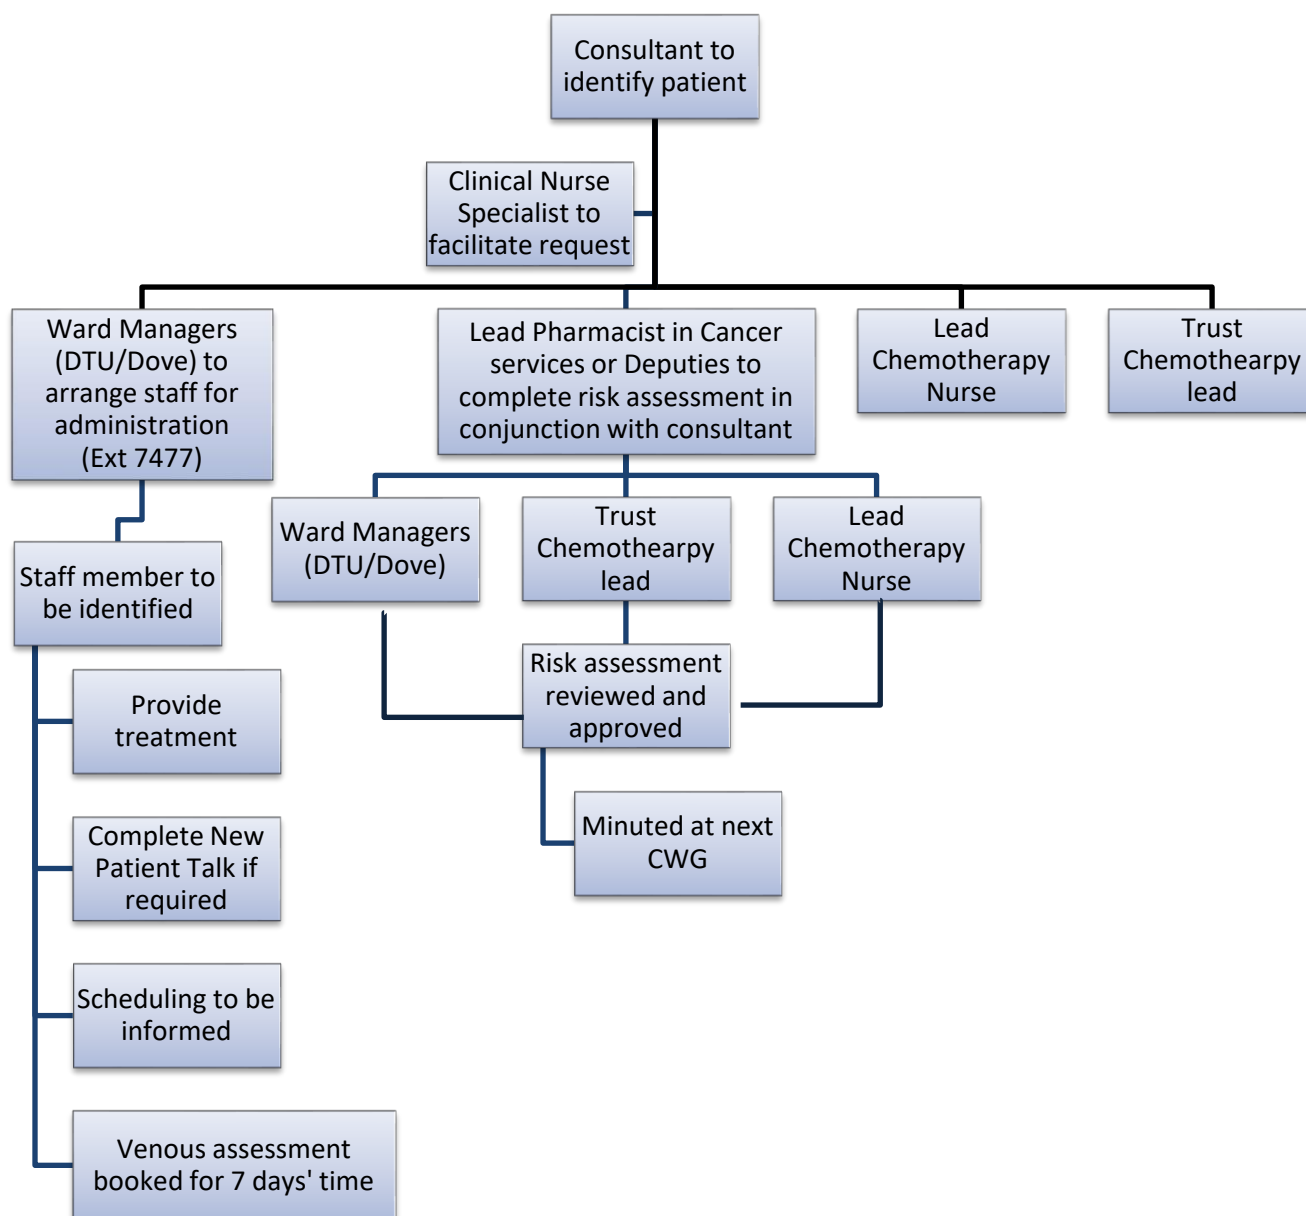 Consultant to
identify patient
Clinical Nurse
Specialist to
facilitate request
Ward Managers
(DTU/Dove) to
arrange staff for
administration
(Ext 7477)
Lead Pharmacist in Cancer
services or Deputies to
complete risk assessment in
conjunction with consultant
Lead
Chemotherapy
Nurse
Trust
Chemothearpy
lead
Ward Managers
(DTU/Dove)
Trust
Chemothearpy
lead
Lead
Chemotherapy
Nurse
Staff member to
be identified
Risk assessment
reviewed and
approved
Provide
treatment
Minuted at next
CWG
Complete New
Patient Talk if
required
Scheduling to be
informed
Venous assessment
booked for 7 days' time